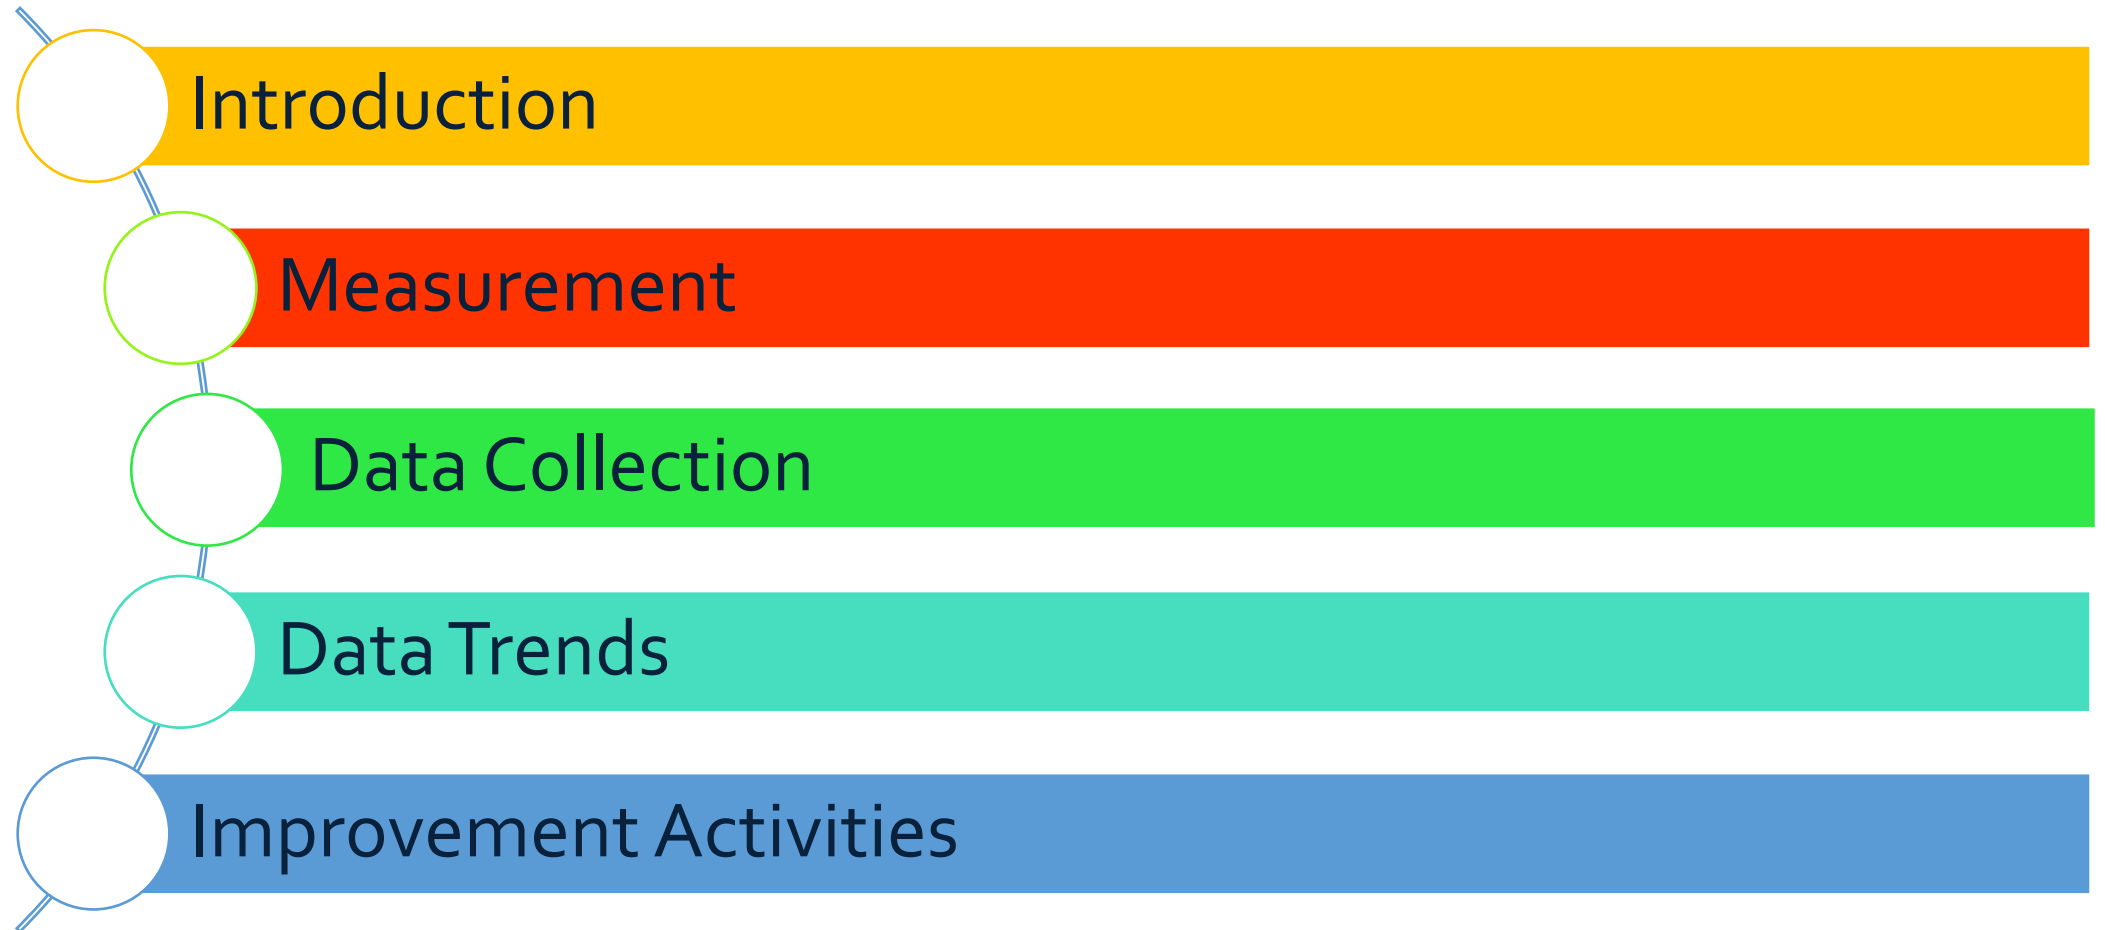 Introduction
Measurement
Data Collection
Data Trends
Improvement Activities